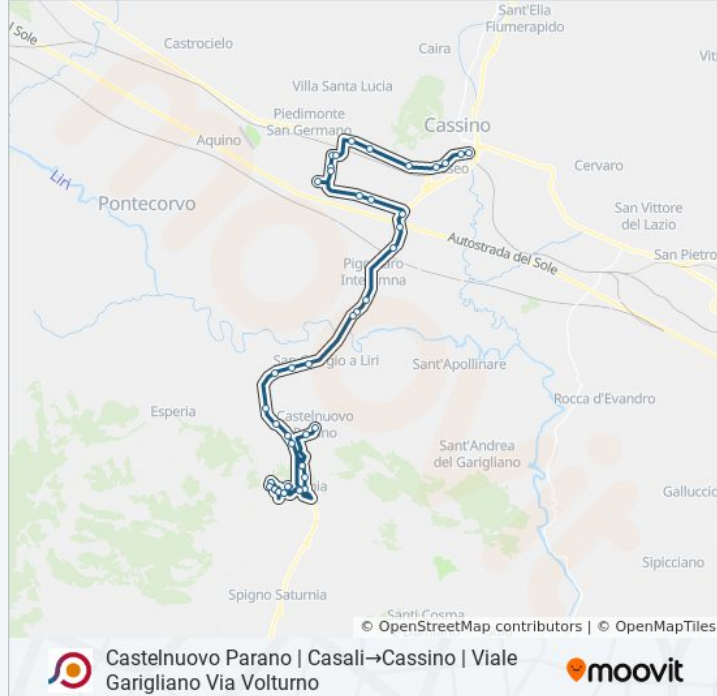 Sant'Elia
Fiumerapido
l Sole
Castrocielo
Caira
Villa Santa Lucia
Piedimonte
San Germano
Cassino
Aquino
Cervaro
Liri
Pontecorvo
San Vittore
del Lazio
Autostrada del Sole
San Pietro
Sant'Apollinare
Rocca d'Evandro
Esperia
Castelnuovo
Sant'Andrea
del Garigliano
Galluccio
Sipicciano
Spigno Saturnia
Santi Cosma
© OpenStreetMap contributors | © OpenMapTiles
Castelnuovo Parano | Casali→Cassino | Viale
Garigliano Via Volturno
moovit